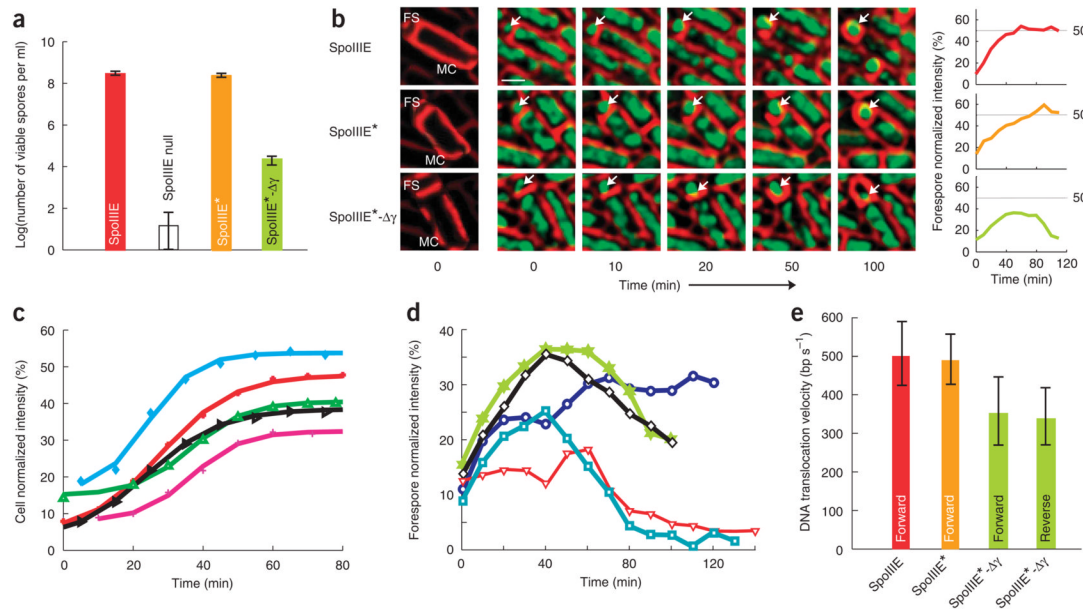 a
Log(number of viable spores per ml)
10
8
6
4
2
0
SpoIIIE
SpoIIIE null
SpoIIIE*
SpoIIIE*-Δγ
b
SpoIIIE
SpoIIIE*
SpoIIIE*-Δγ
FS
MC
FS
MC
FS
MC
0
0
10
20
50
100
Time (min)
Forespore normalized intensity (%)
60
40
20
0
50
60
40
20
0
50
60
40
20
0
50
0
40
80
120
Time (min)
c
Cell normalized intensity (%)
60
50
40
30
20
10
0
0
20
40
60
80
Time (min)
d
Forespore normalized intensity (%)
40
30
20
10
0
0
40
80
120
Time (min)
e
DNA translocation velocity (bp s⁻¹)
600
500
400
300
200
100
0
Forward
Forward
Forward
Reverse
SpoIIIE
SpoIIIE*
SpoIIIE*-Δγ
SpoIIIE*-Δγ